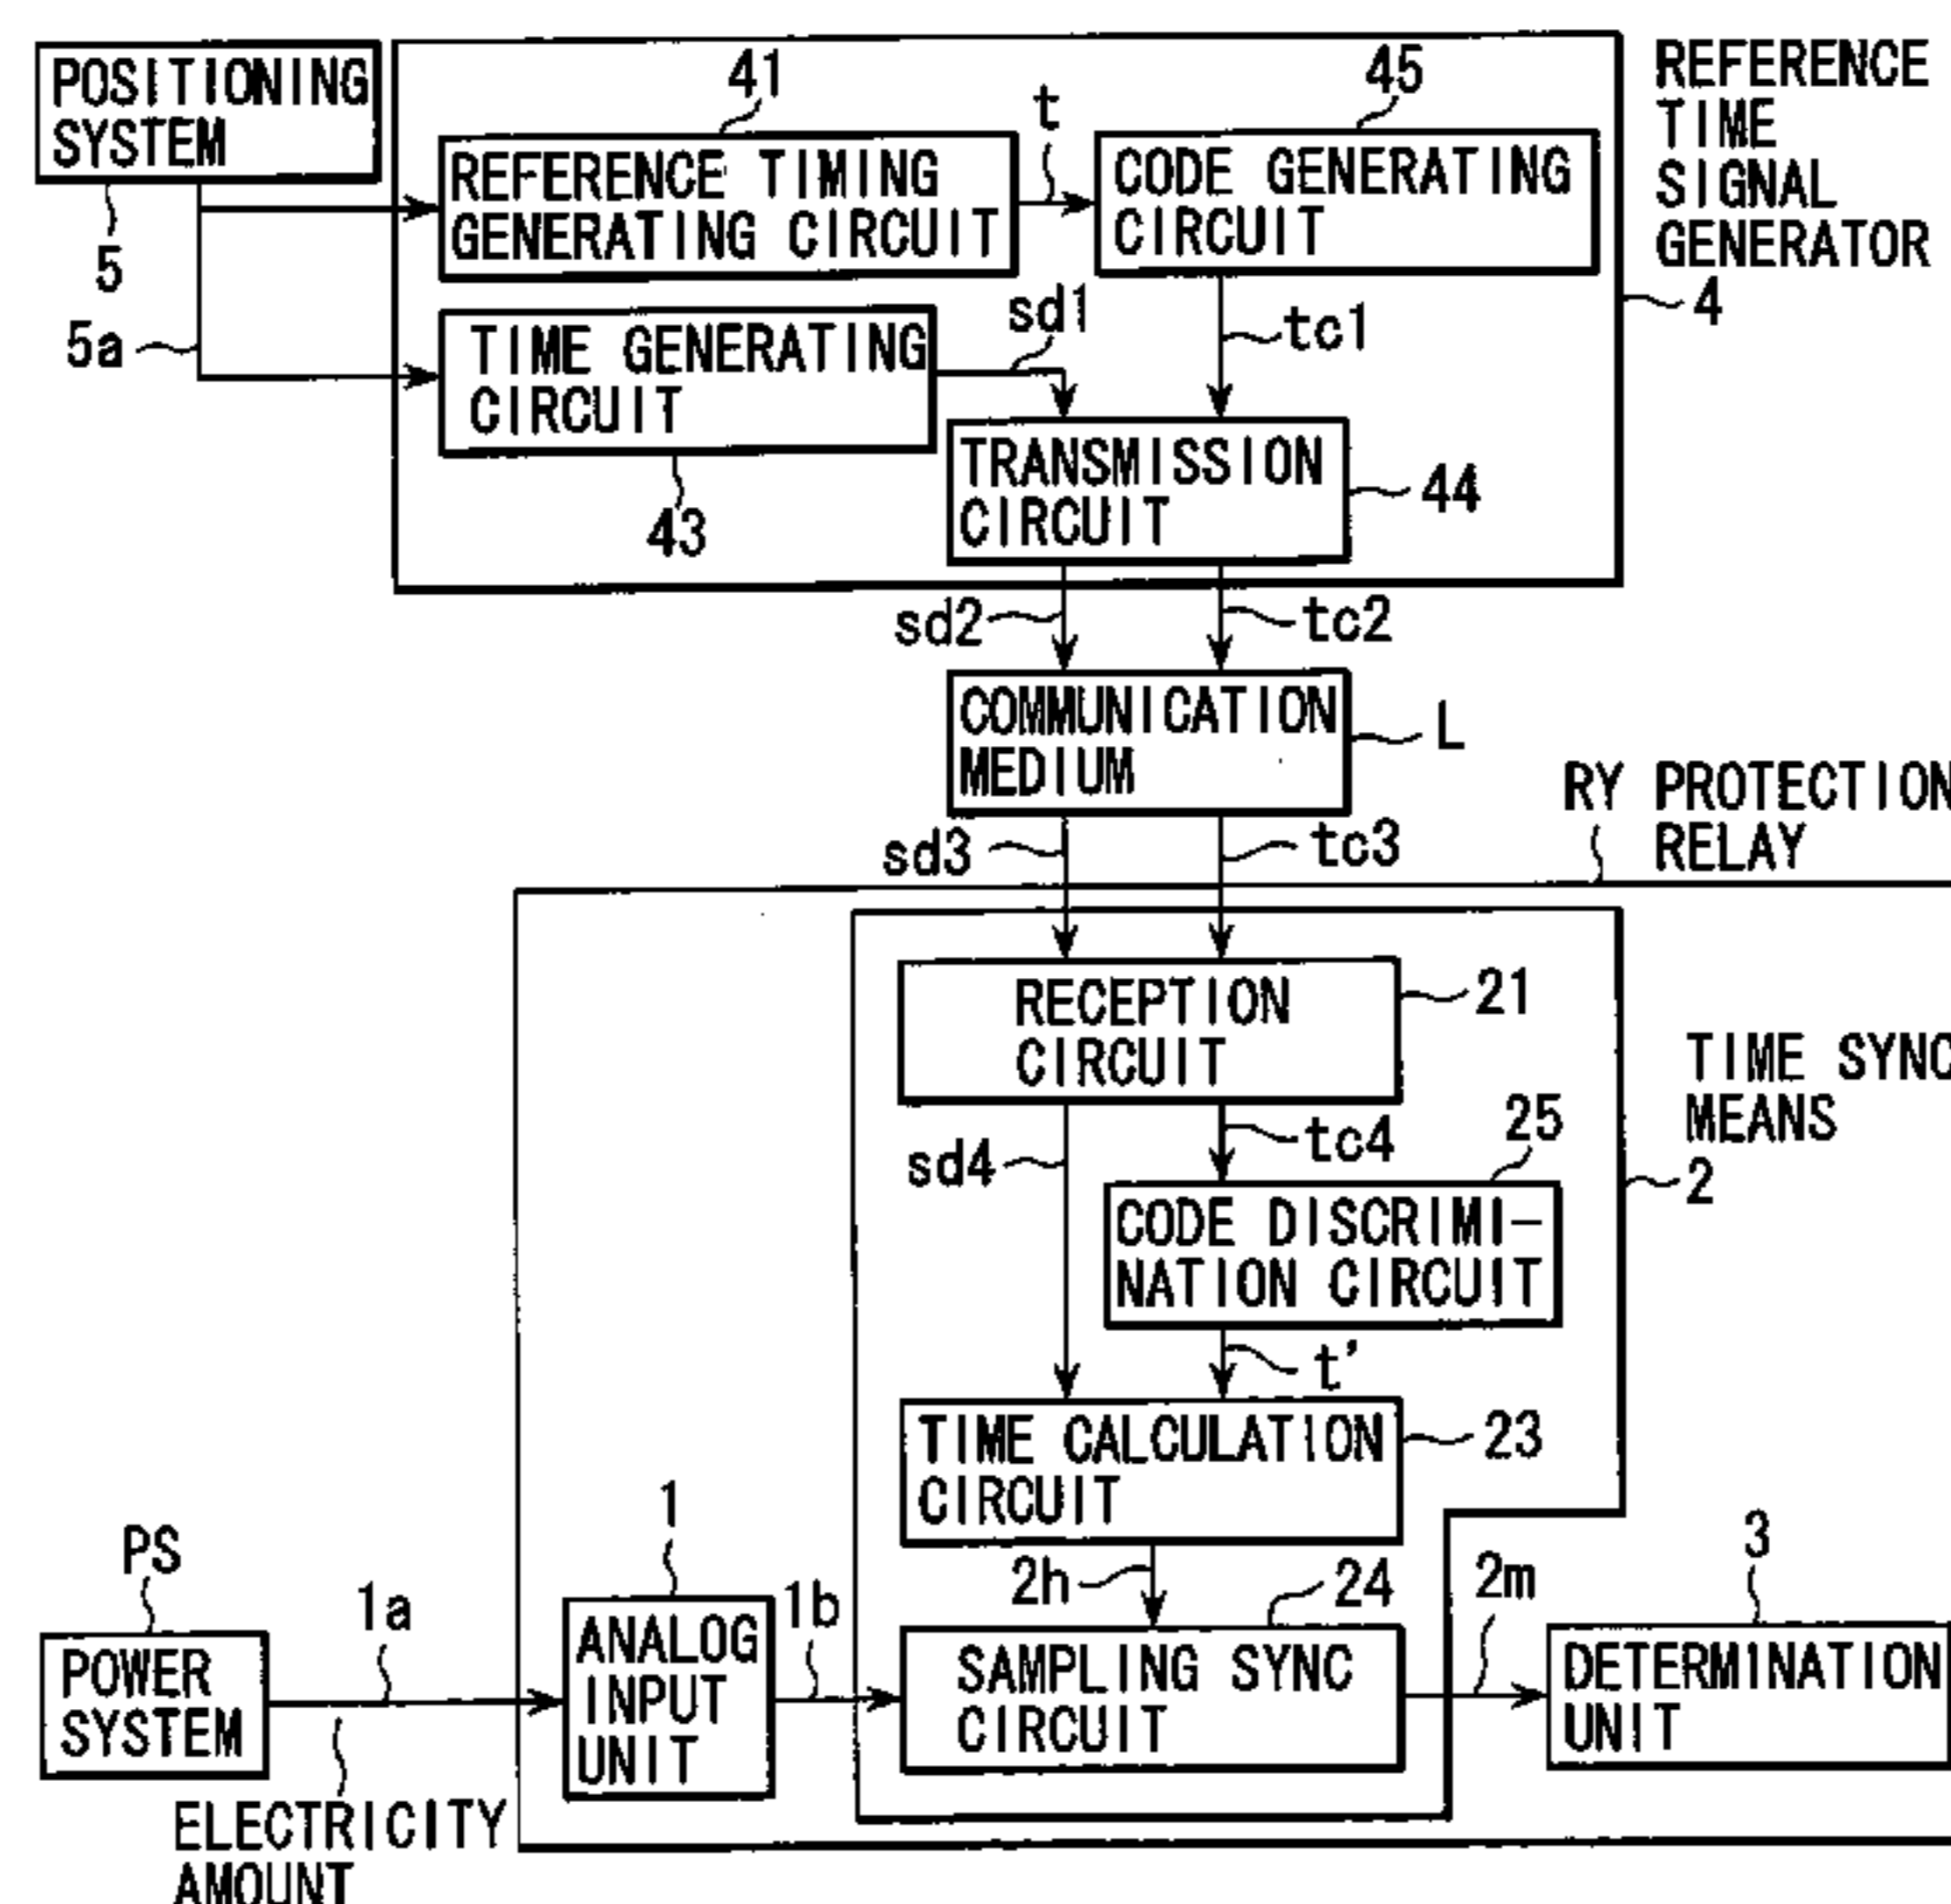 POSITIONING
SYSTEM
5
5a
41
REFERENCE TIMING
GENERATING CIRCUIT
t
45
CODE GENERATING
CIRCUIT
REFERENCE
TIME
SIGNAL
GENERATOR
4
TIME GENERATING
CIRCUIT
43
sd1
tc1
TRANSMISSION
CIRCUIT
44
sd2
tc2
COMMUNICATION
MEDIUM
L
sd3
tc3
RY PROTECTION
RELAY
RECEPTION
CIRCUIT
21
TIME SYNC
MEANS
2
sd4
tc4
25
CODE DISCRIMI-
NATION CIRCUIT
t'
TIME CALCULATION
CIRCUIT
23
2h
24
PS
POWER
SYSTEM
1a
ELECTRICITY
AMOUNT
1
ANALOG
INPUT
UNIT
1b
SAMPLING SYNC
CIRCUIT
2m
3
DETERMINATION
UNIT